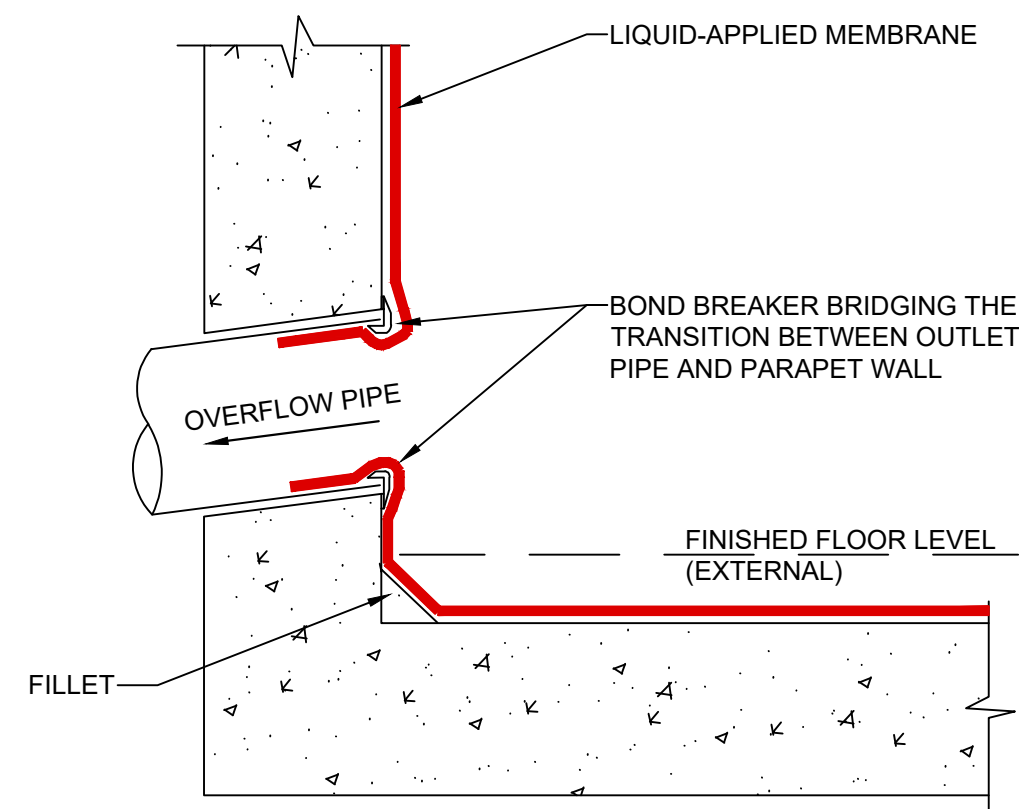 LIQUID-APPLIED MEMBRANE
BOND BREAKER BRIDGING THE
TRANSITION BETWEEN OUTLET
PIPE AND PARAPET WALL
OVERFLOW PIPE
FINISHED FLOOR LEVEL
(EXTERNAL)
FILLET